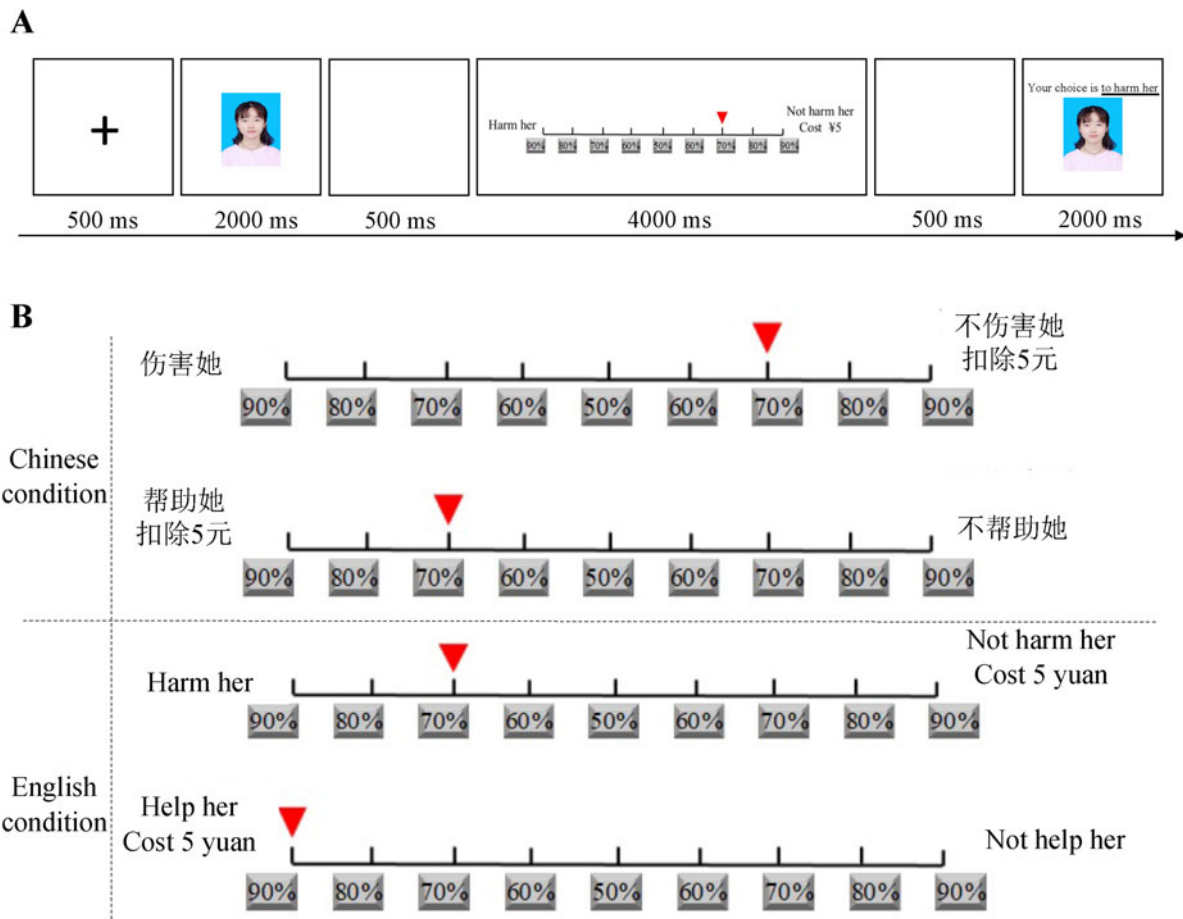 A
+
Harm her
Not harm her
Cost ¥5
90% 80% 70% 60% 50% 60% 70% 80% 90%
Your choice is to harm her
500 ms 2000 ms 500 ms 4000 ms 500 ms 2000 ms
B
Chinese
condition
伤害她
不伤害她
扣除5元
90% 80% 70% 60% 50% 60% 70% 80% 90%
帮助她
扣除5元
不帮助她
90% 80% 70% 60% 50% 60% 70% 80% 90%
English
condition
Harm her
Not harm her
Cost 5 yuan
90% 80% 70% 60% 50% 60% 70% 80% 90%
Help her
Cost 5 yuan
Not help her
90% 80% 70% 60% 50% 60% 70% 80% 90%